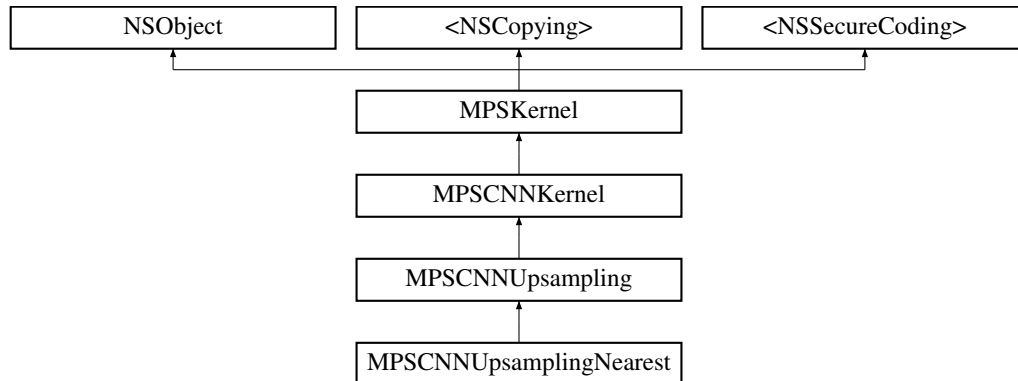 NSObject
<NSCopying>
<NSSecureCoding>
MPSKernel
MPSCNNKernel
MPSCNNUpsampling
MPSCNNUpsamplingNearest